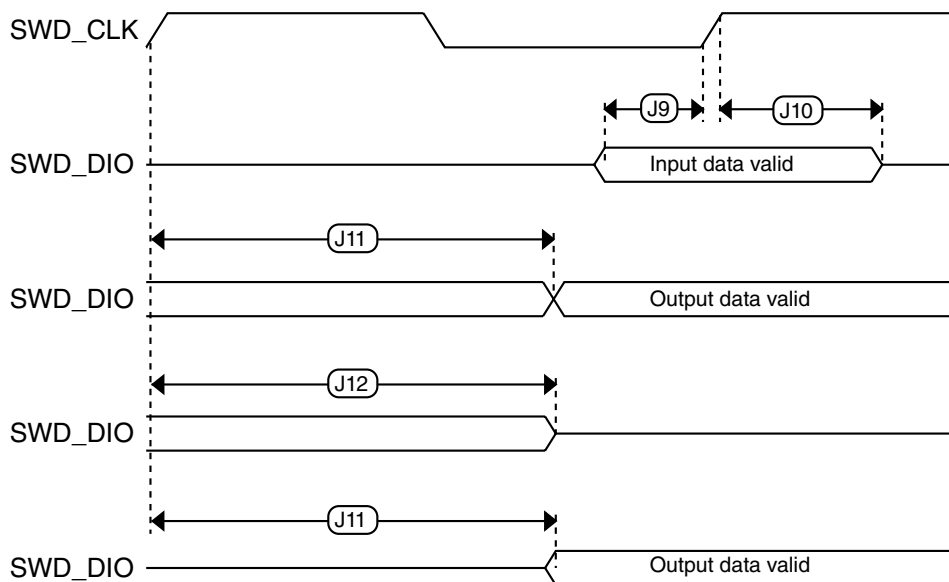 SWD_CLK
J9
J10
SWD_DIO
Input data valid
J11
SWD_DIO
Output data valid
J12
SWD_DIO
J11
SWD_DIO
Output data valid